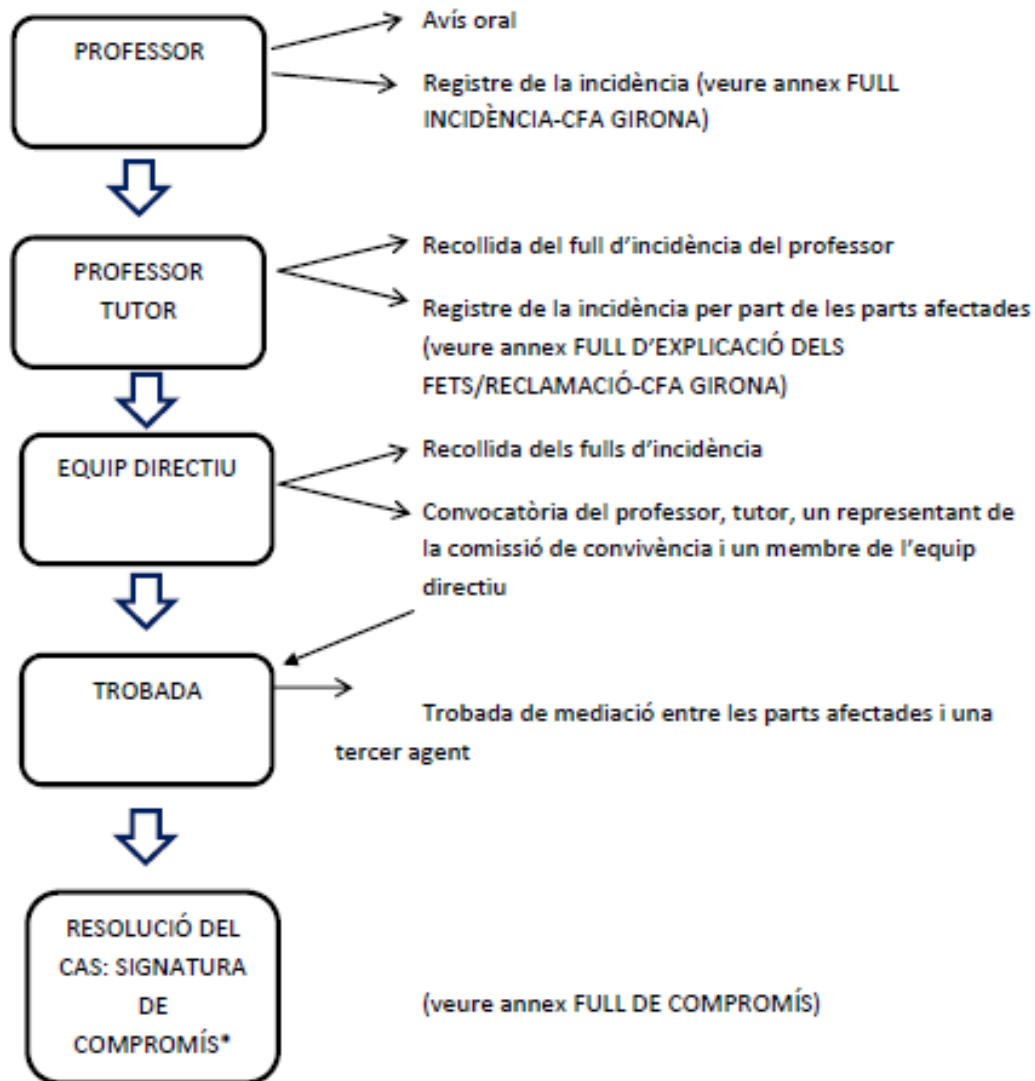 PROFESSOR
Avís oral
Registre de la incidència (veure annex FULL
INCIDÈNCIA-CFA GIRONA)
PROFESSOR
TUTOR
Recollida del full d'incidència del professor
Registre de la incidència per part de les parts afectades
(veure annex FULL D'EXPLICACIÓ DELS
FETS/RECLAMACIÓ-CFA GIRONA)
EQUIP DIRECTIU
Recollida dels fulls d'incidència
Convocatòria del professor, tutor, un representant de
la comissió de convivència i un membre de l'equip
directiu
TROBADA
Trobada de mediació entre les parts afectades i una
tercer agent
RESOLUCIÓ DEL
CAS: SIGNATURA
DE
COMPROMÍS*
(veure annex FULL DE COMPROMÍS)